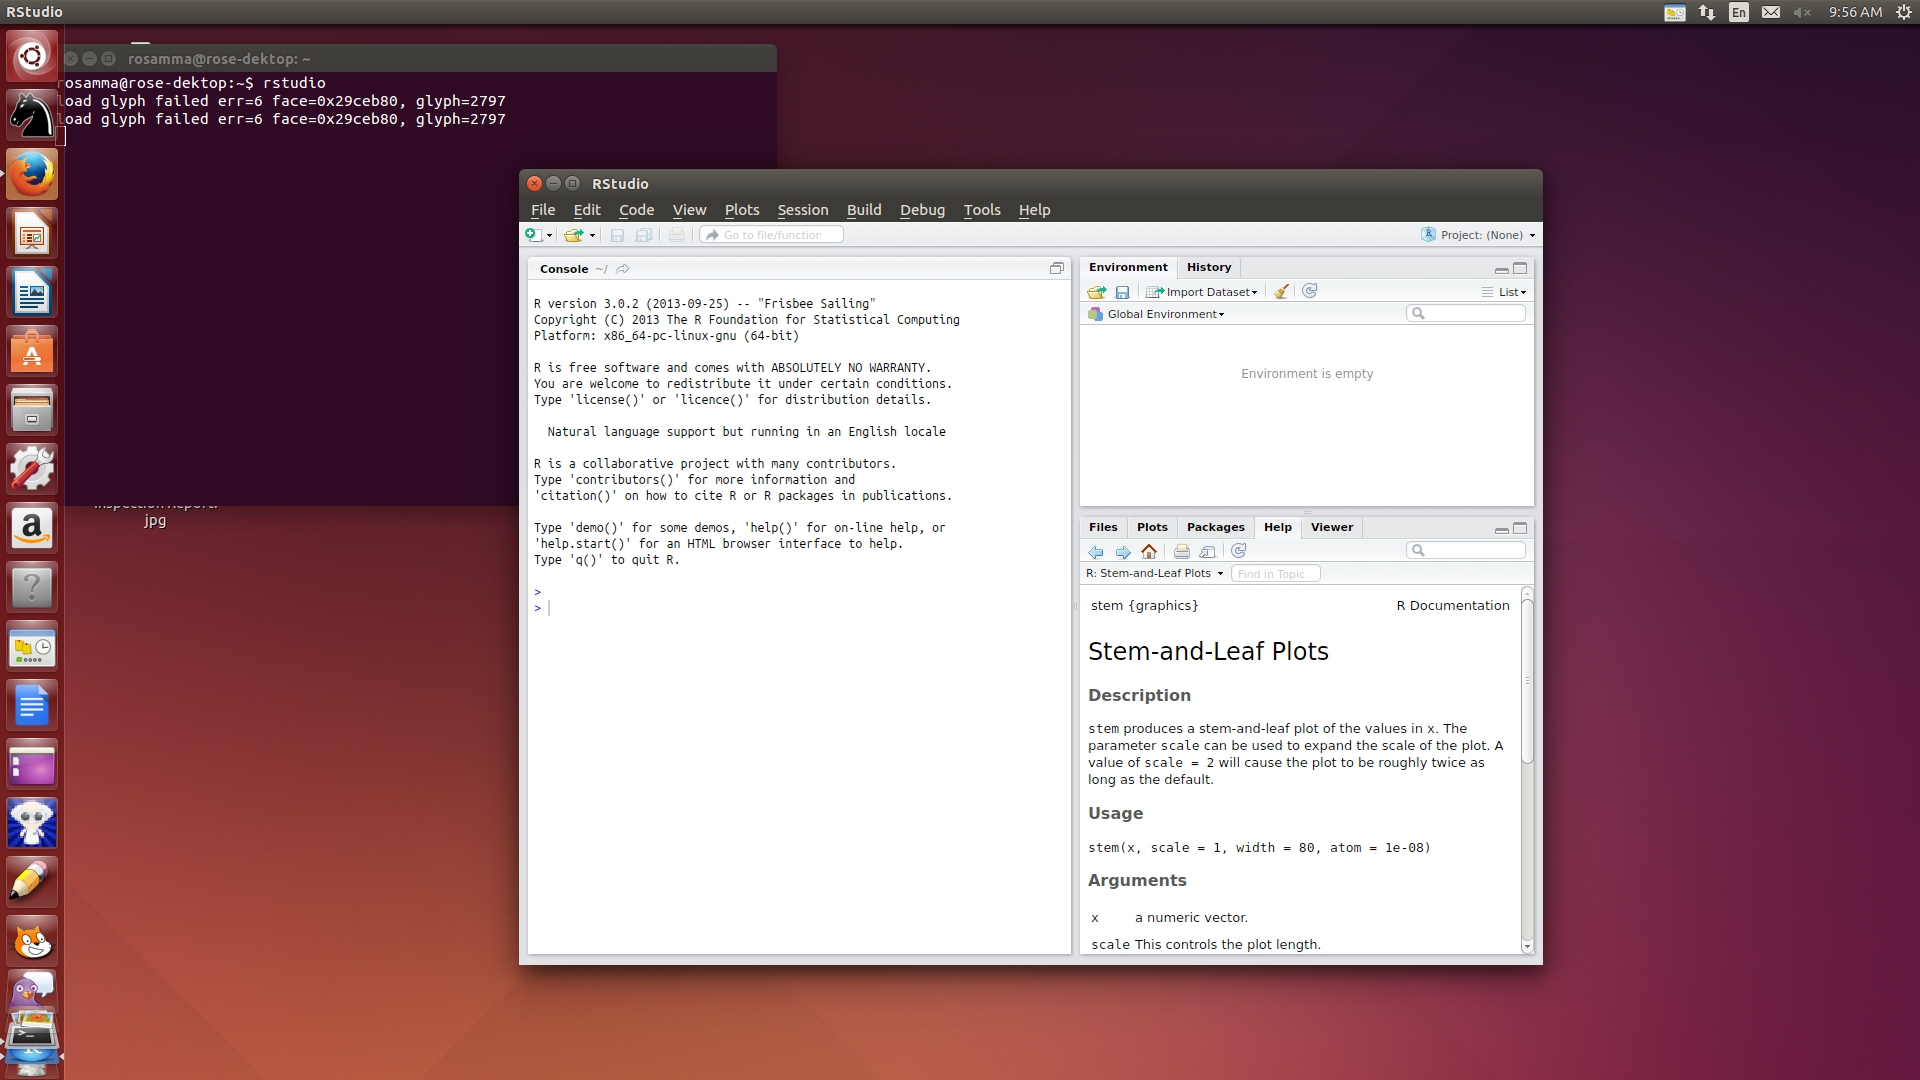 RStudio
En
9:56 AM
rosamma@rose-dektop: ~
rosamma@rose-dektop:~$ rstudio
load glyph failed err=6 face=0x29ceb80, glyph=2797
load glyph failed err=6 face=0x29ceb80, glyph=2797
jpg
RStudio
File Edit Code View Plots Session Build Debug Tools Help
Go to file/function
Project: (None)
Console ~/
R version 3.0.2 (2013-09-25) -- "Frisbee Sailing"
Copyright (C) 2013 The R Foundation for Statistical Computing
Platform: x86_64-pc-linux-gnu (64-bit)
R is free software and comes with ABSOLUTELY NO WARRANTY.
You are welcome to redistribute it under certain conditions.
Type 'license()' or 'licence()' for distribution details.
Natural language support but running in an English locale
R is a collaborative project with many contributors.
Type 'contributors()' for more information and
'citation()' on how to cite R or R packages in publications.
Type 'demo()' for some demos, 'help()' for on-line help, or
'help.start()' for an HTML browser interface to help.
Type 'q()' to quit R.
>
>
Environment History
Import Dataset List
Global Environment
Environment is empty
Files Plots Packages Help Viewer
R: Stem-and-Leaf Plots Find in Topic
stem {graphics} R Documentation
Stem-and-Leaf Plots
Description
stem produces a stem-and-leaf plot of the values in x. The
parameter scale can be used to expand the scale of the plot. A
value of scale = 2 will cause the plot to be roughly twice as
long as the default.
Usage
stem(x, scale = 1, width = 80, atom = 1e-08)
Arguments
x a numeric vector.
scale This controls the plot length.